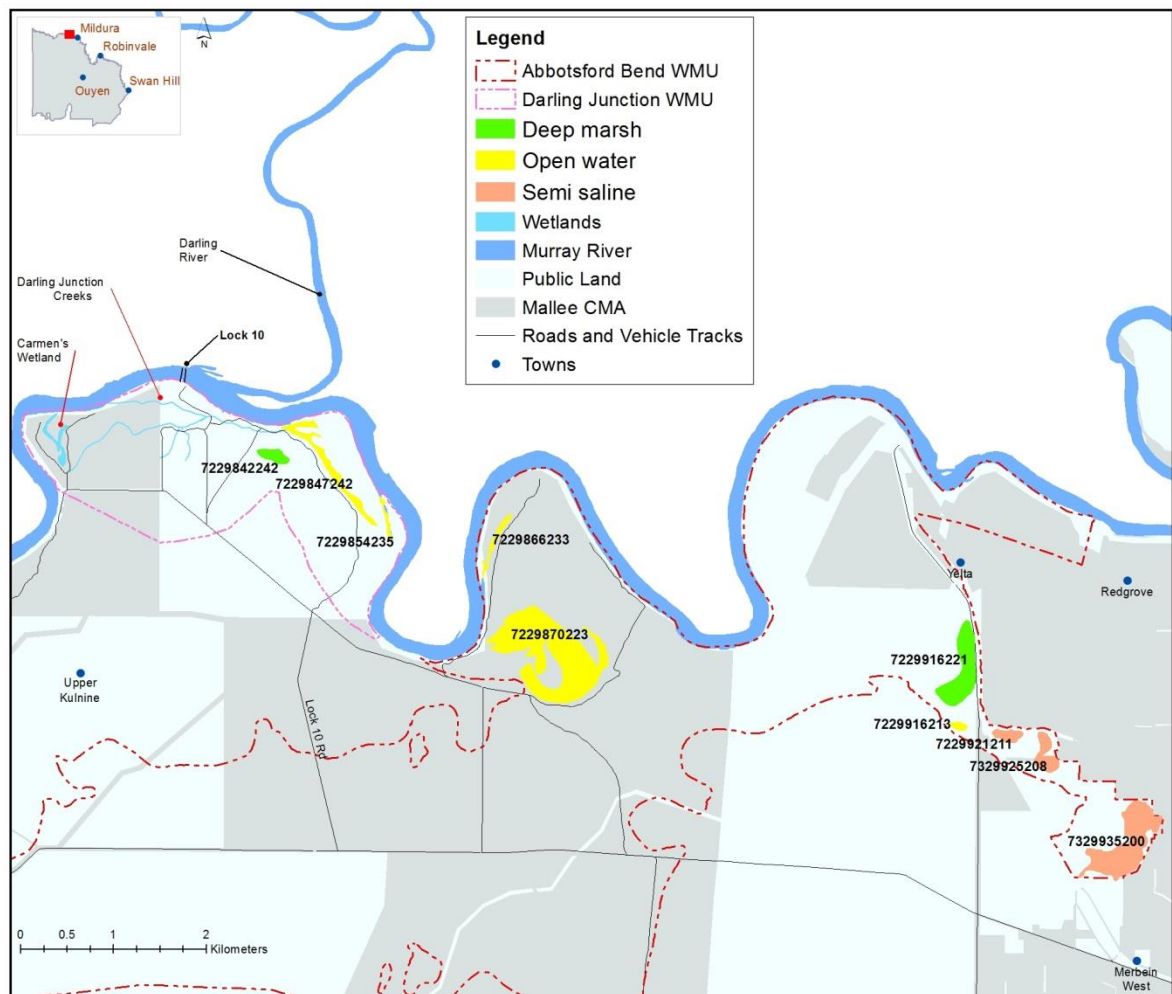 Mildura
Robinvale
Swan Hill
Ouyen
N
Legend
Abbotsford Bend WMU
Darling Junction WMU
Deep marsh
Open water
Semi saline
Wetlands
Murray River
Public Land
Mallee CMA
Roads and Vehicle Tracks
Towns
Darling
River
Darling Junction
Creeks
Carmen's
Wetland
Lock 10
7229842242
7229847242
7229854235
7229866233
7229870223
Yelta
Redgrove
7229916221
Upper
Kulnine
Lock 10 Rd
7229916213
7229921211
7329925208
7329935200
0 0.5 1 2
Kilometers
Merbein
West